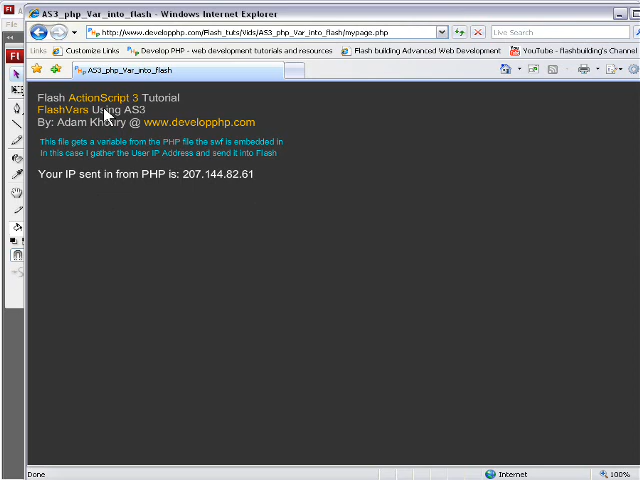 AS3_php_Var_into_flash - Windows Internet Explorer
http://www.developphp.com/Flash_tuts/Vids/AS3_php_Var_into_flash/mypage.php
Live Search
Links Customize Links Develop PHP - web development tutorials and resources Flash building Advanced Web Development YouTube - flashbuilding's Channel
AS3_php_Var_into_flash
Flash ActionScript 3 Tutorial
FlashVars Using AS3
By: Adam Khoury @ www.developphp.com
This file gets a variable from the PHP file the swf is embedded in
In this case I gather the User IP Address and send it into Flash
Your IP sent in from PHP is: 207.144.82.61
Done Internet 100%